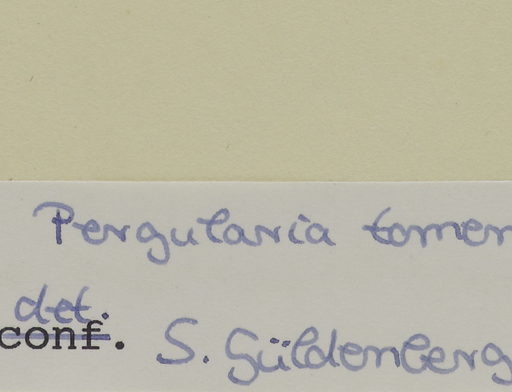 Pergularia tomen
det.
conf. S. Güldenberg